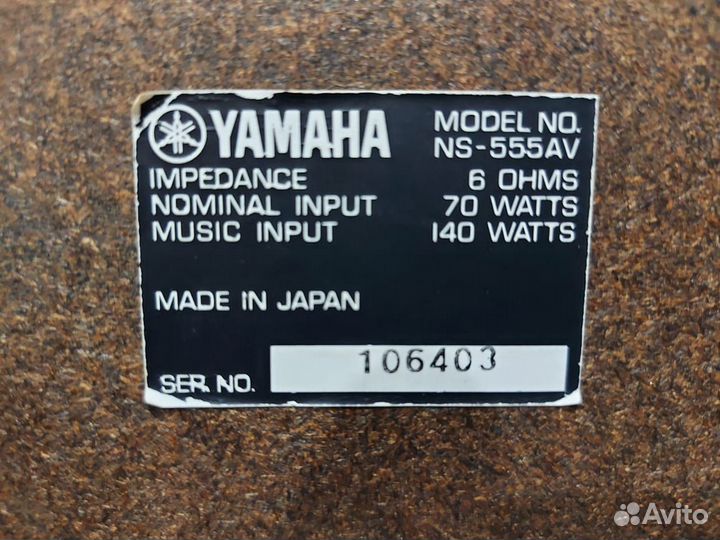 YAMAHA MODEL NO.
NS-555AV
IMPEDANCE 6 OHMS
NOMINAL INPUT 70 WATTS
MUSIC INPUT 140 WATTS
MADE IN JAPAN
SER. NO. 106403
Avito